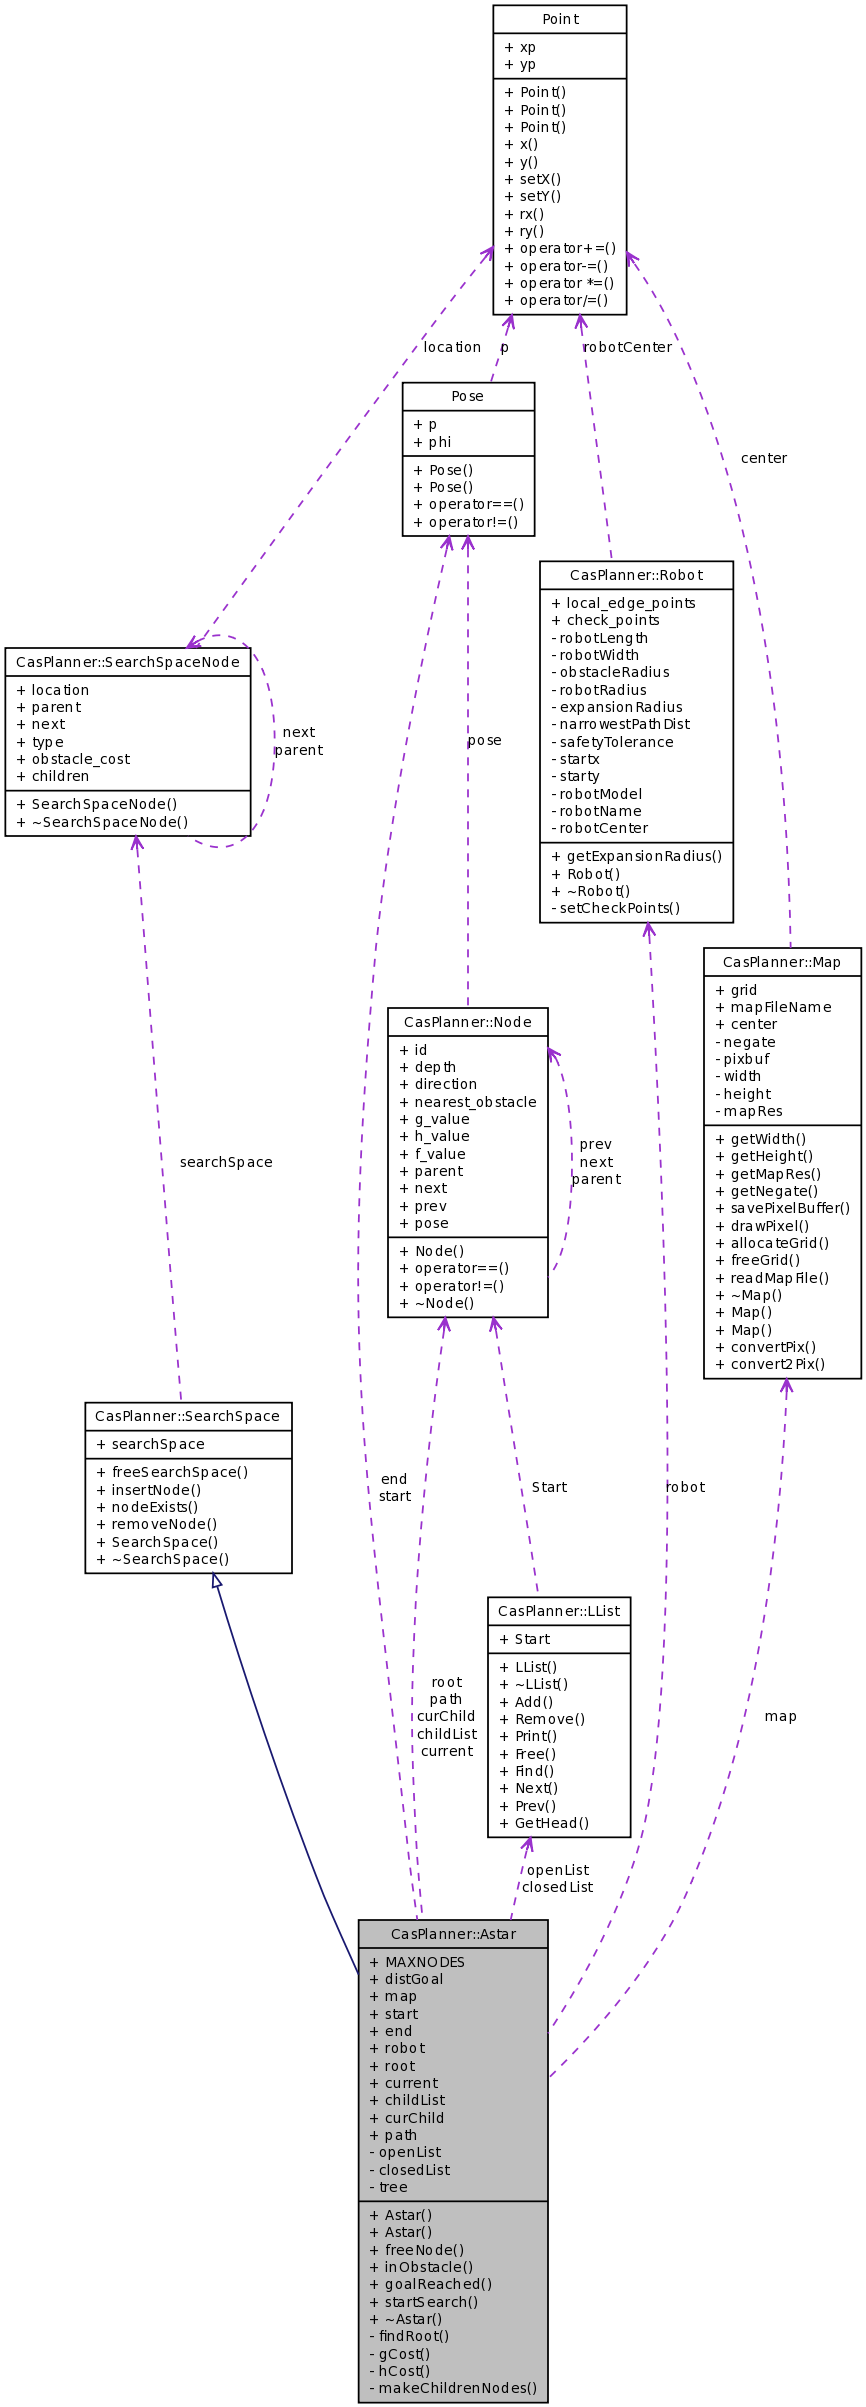 Point
+ xp
+ yp
+ Point()
+ Point()
+ Point()
+ x()
+ y()
+ setX()
+ setY()
+ rx()
+ ry()
+ operator+=()
+ operator-=()
+ operator *=()
+ operator/=()
location
p
robotCenter
center
Pose
+ p
+ phi
+ Pose()
+ Pose()
+ operator==()
+ operator!=()
CasPlanner::Robot
+ local_edge_points
+ check_points
- robotLength
- robotWidth
- obstacleRadius
- robotRadius
- expansionRadius
- narrowestPathDist
- safetyTolerance
- startx
- starty
- robotModel
- robotName
- robotCenter
+ getExpansionRadius()
+ Robot()
+ ~Robot()
- setCheckPoints()
CasPlanner::SearchSpaceNode
+ location
+ parent
+ next
+ type
+ obstacle_cost
+ children
+ SearchSpaceNode()
+ ~SearchSpaceNode()
next
parent
pose
CasPlanner::Map
+ grid
+ mapFileName
+ center
- negate
- pixbuf
- width
- height
- mapRes
+ getWidth()
+ getHeight()
+ getMapRes()
+ getNegate()
+ savePixelBuffer()
+ drawPixel()
+ allocateGrid()
+ freeGrid()
+ readMapFile()
+ ~Map()
+ Map()
+ Map()
+ convertPix()
+ convert2Pix()
CasPlanner::Node
+ id
+ depth
+ direction
+ nearest_obstacle
+ g_value
+ h_value
+ f_value
+ parent
+ next
+ prev
+ pose
+ Node()
+ operator==()
+ operator!=()
+ ~Node()
prev
next
parent
searchSpace
CasPlanner::SearchSpace
+ searchSpace
+ freeSearchSpace()
+ insertNode()
+ nodeExists()
+ removeNode()
+ SearchSpace()
+ ~SearchSpace()
end
start
Start
robot
CasPlanner::LList
+ Start
+ LList()
+ ~LList()
+ Add()
+ Remove()
+ Print()
+ Free()
+ Find()
+ Next()
+ Prev()
+ GetHead()
root
path
curChild
childList
current
map
openList
closedList
CasPlanner::Astar
+ MAXNODES
+ distGoal
+ map
+ start
+ end
+ robot
+ root
+ current
+ childList
+ curChild
+ path
- openList
- closedList
- tree
+ Astar()
+ Astar()
+ freeNode()
+ inObstacle()
+ goalReached()
+ startSearch()
+ ~Astar()
- findRoot()
- gCost()
- hCost()
- makeChildrenNodes()